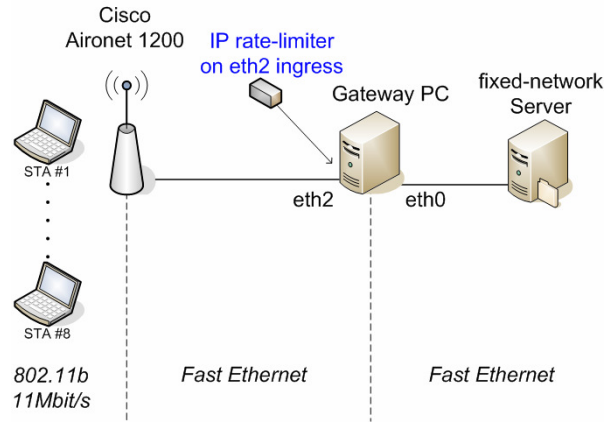 Cisco
Aironet 1200
IP rate-limiter
on eth2 ingress
Gateway PC
fixed-network
Server
STA #1
eth2
eth0
STA #8
802.11b
11Mbit/s
Fast Ethernet
Fast Ethernet